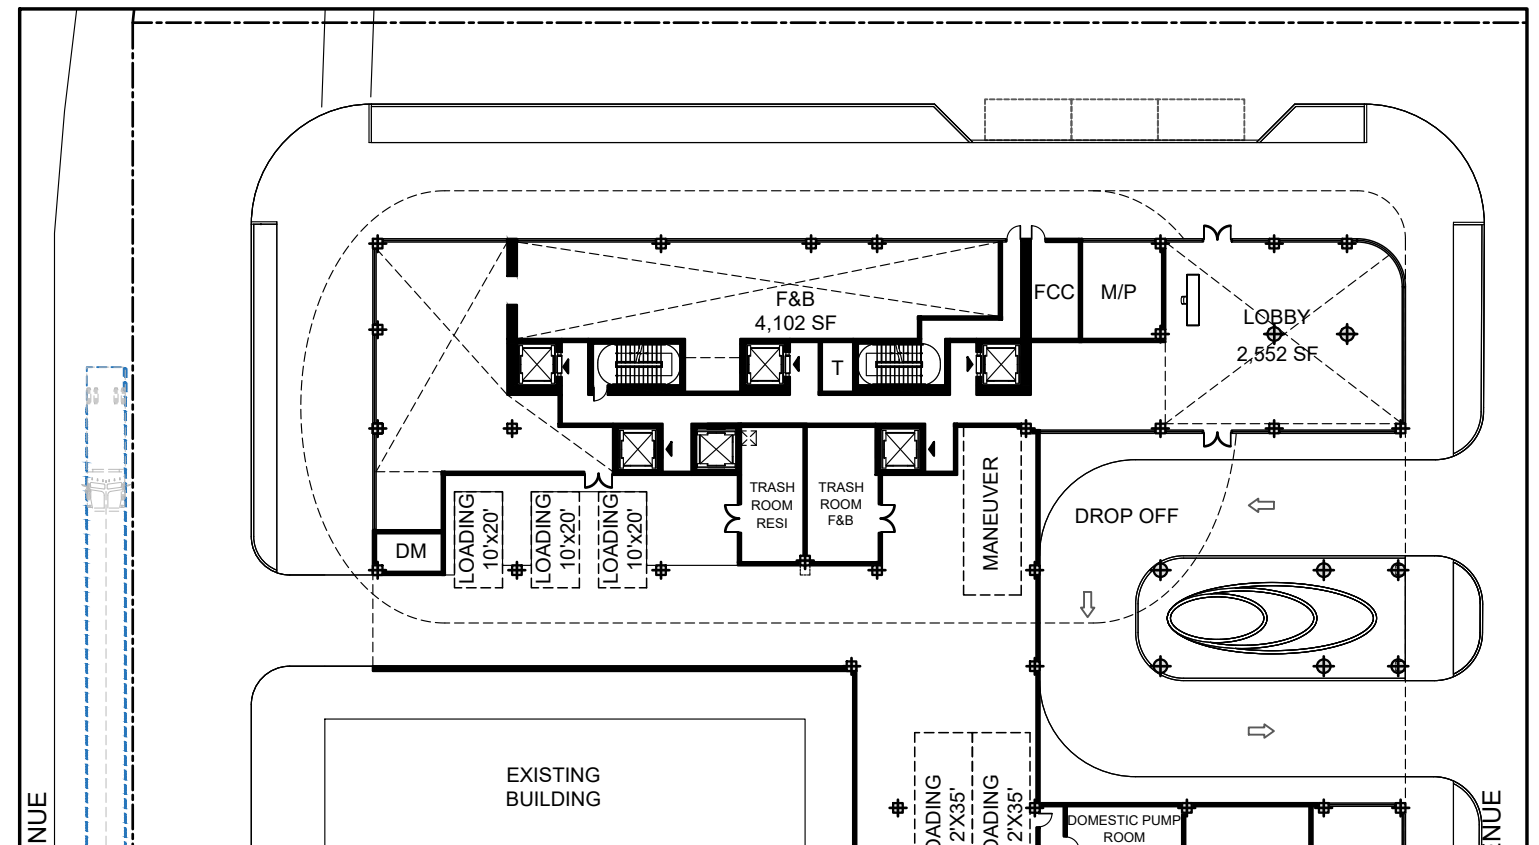 F&B
4,102 SF
FCC
M/P
LOBBY
2,552 SF
T
LOADING
10'x20'
LOADING
10'x20'
LOADING
10'x20'
TRASH
ROOM
RESI
TRASH
ROOM
F&B
MANEUVER
DROP OFF
DM
EXISTING
BUILDING
NUE
OADING
2'X35'
OADING
2'X35'
DOMESTIC PUMP
ROOM
NUE